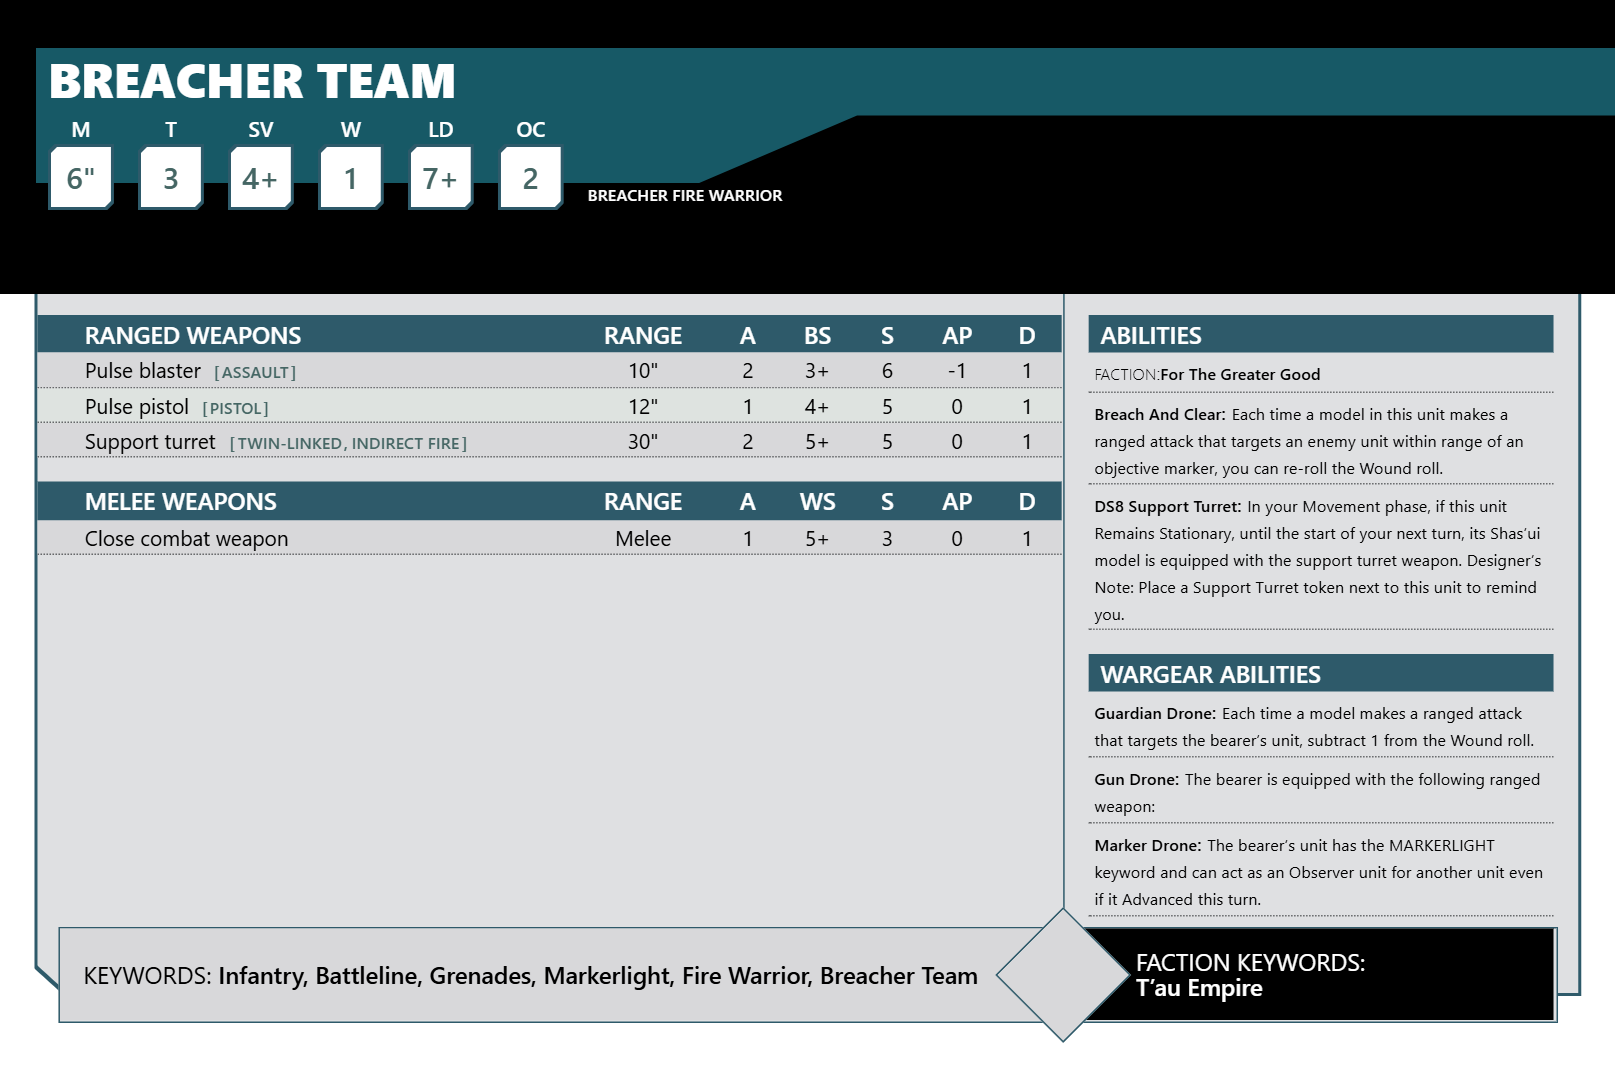 BREACHER TEAM
M T SV W LD OC
6" 3 4+ 1 7+ 2
BREACHER FIRE WARRIOR
RANGED WEAPONS RANGE A BS S AP D
Pulse blaster [ASSAULT] 10" 2 3+ 6 -1 1
Pulse pistol [PISTOL] 12" 1 4+ 5 0 1
Support turret [TWIN-LINKED, INDIRECT FIRE] 30" 2 5+ 5 0 1
MELEE WEAPONS RANGE A WS S AP D
Close combat weapon Melee 1 5+ 3 0 1
ABILITIES
FACTION:For The Greater Good
Breach And Clear: Each time a model in this unit makes a
ranged attack that targets an enemy unit within range of an
objective marker, you can re-roll the Wound roll.
DS8 Support Turret: In your Movement phase, if this unit
Remains Stationary, until the start of your next turn, its Shas’ui
model is equipped with the support turret weapon. Designer’s
Note: Place a Support Turret token next to this unit to remind
you.
WARGEAR ABILITIES
Guardian Drone: Each time a model makes a ranged attack
that targets the bearer’s unit, subtract 1 from the Wound roll.
Gun Drone: The bearer is equipped with the following ranged
weapon:
Marker Drone: The bearer’s unit has the MARKERLIGHT
keyword and can act as an Observer unit for another unit even
if it Advanced this turn.
KEYWORDS: Infantry, Battleline, Grenades, Markerlight, Fire Warrior, Breacher Team
FACTION KEYWORDS:
T’au Empire